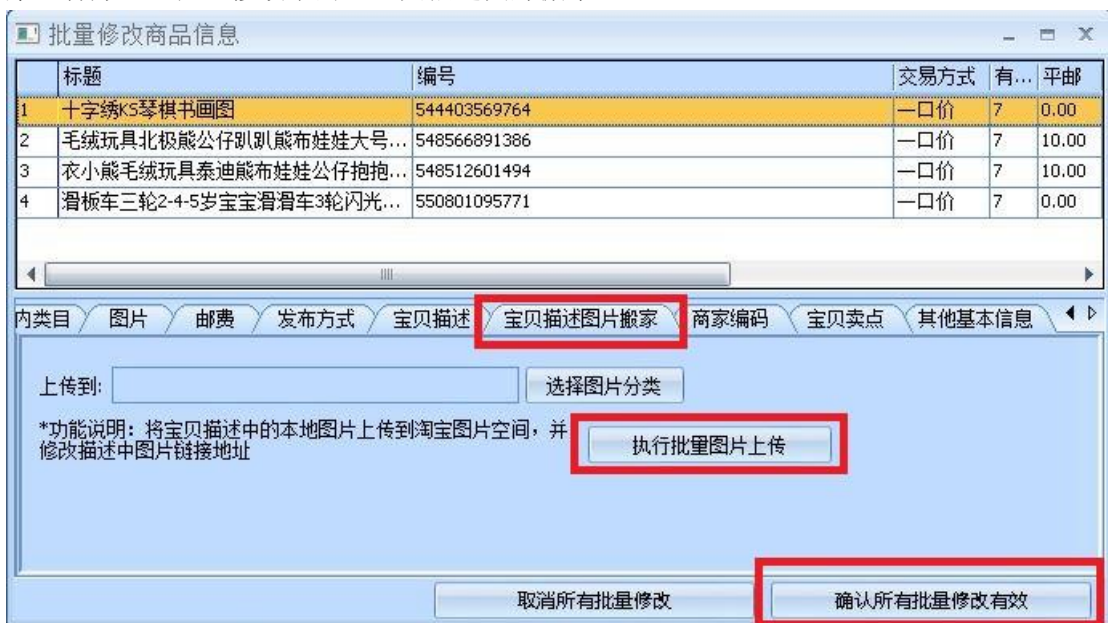 批量修改商品信息
标题 编号 交易方式 有... 平邮
1 十字绣K5琴棋书画图 544403569764 一口价 7 0.00
2 毛绒玩具北极熊公仔趴趴熊布娃娃大号... 548566891386 一口价 7 10.00
3 衣小熊毛绒玩具泰迪熊布娃娃公仔抱抱... 548512601494 一口价 7 10.00
4 滑板车三轮2-4-5岁宝宝滑滑车3轮闪光... 550801095771 一口价 7 0.00
内类目 图片 邮费 发布方式 宝贝描述 宝贝描述图片搬家 商家编码 宝贝卖点 其他基本信息
上传到: 选择图片分类
*功能说明：将宝贝描述中的本地图片上传到淘宝图片空间，并
修改描述中图片链接地址
执行批量图片上传
取消所有批量修改 确认所有批量修改有效